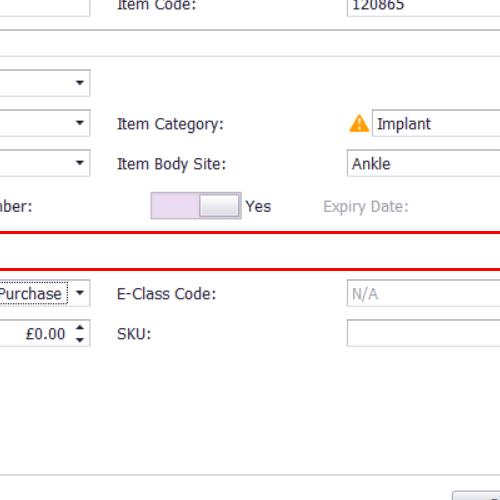 Item Code: 120865
Item Category: Implant
Item Body Site: Ankle
ber: Yes Expiry Date:
Purchase E-Class Code: N/A
£0.00 SKU: